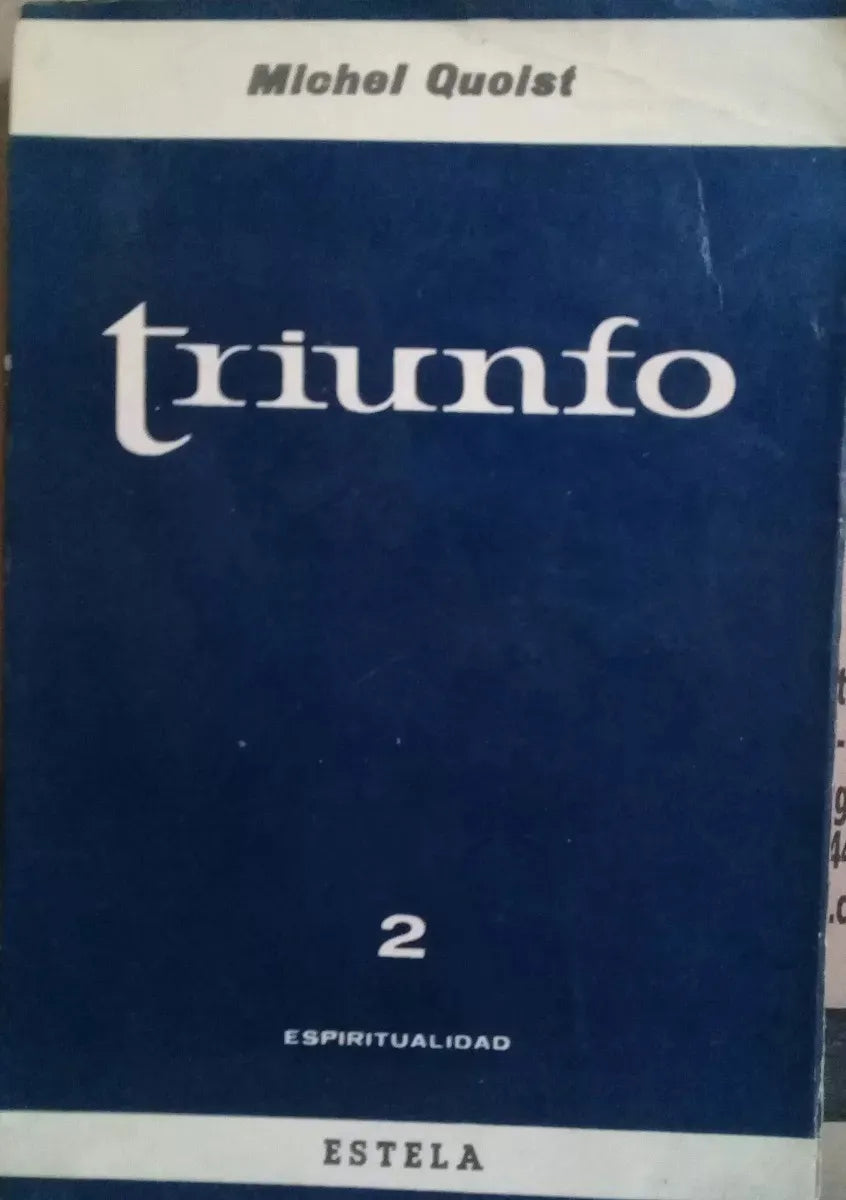 Michel Quoist
triunfo
2
ESPIRITUALIDAD
ESTELA